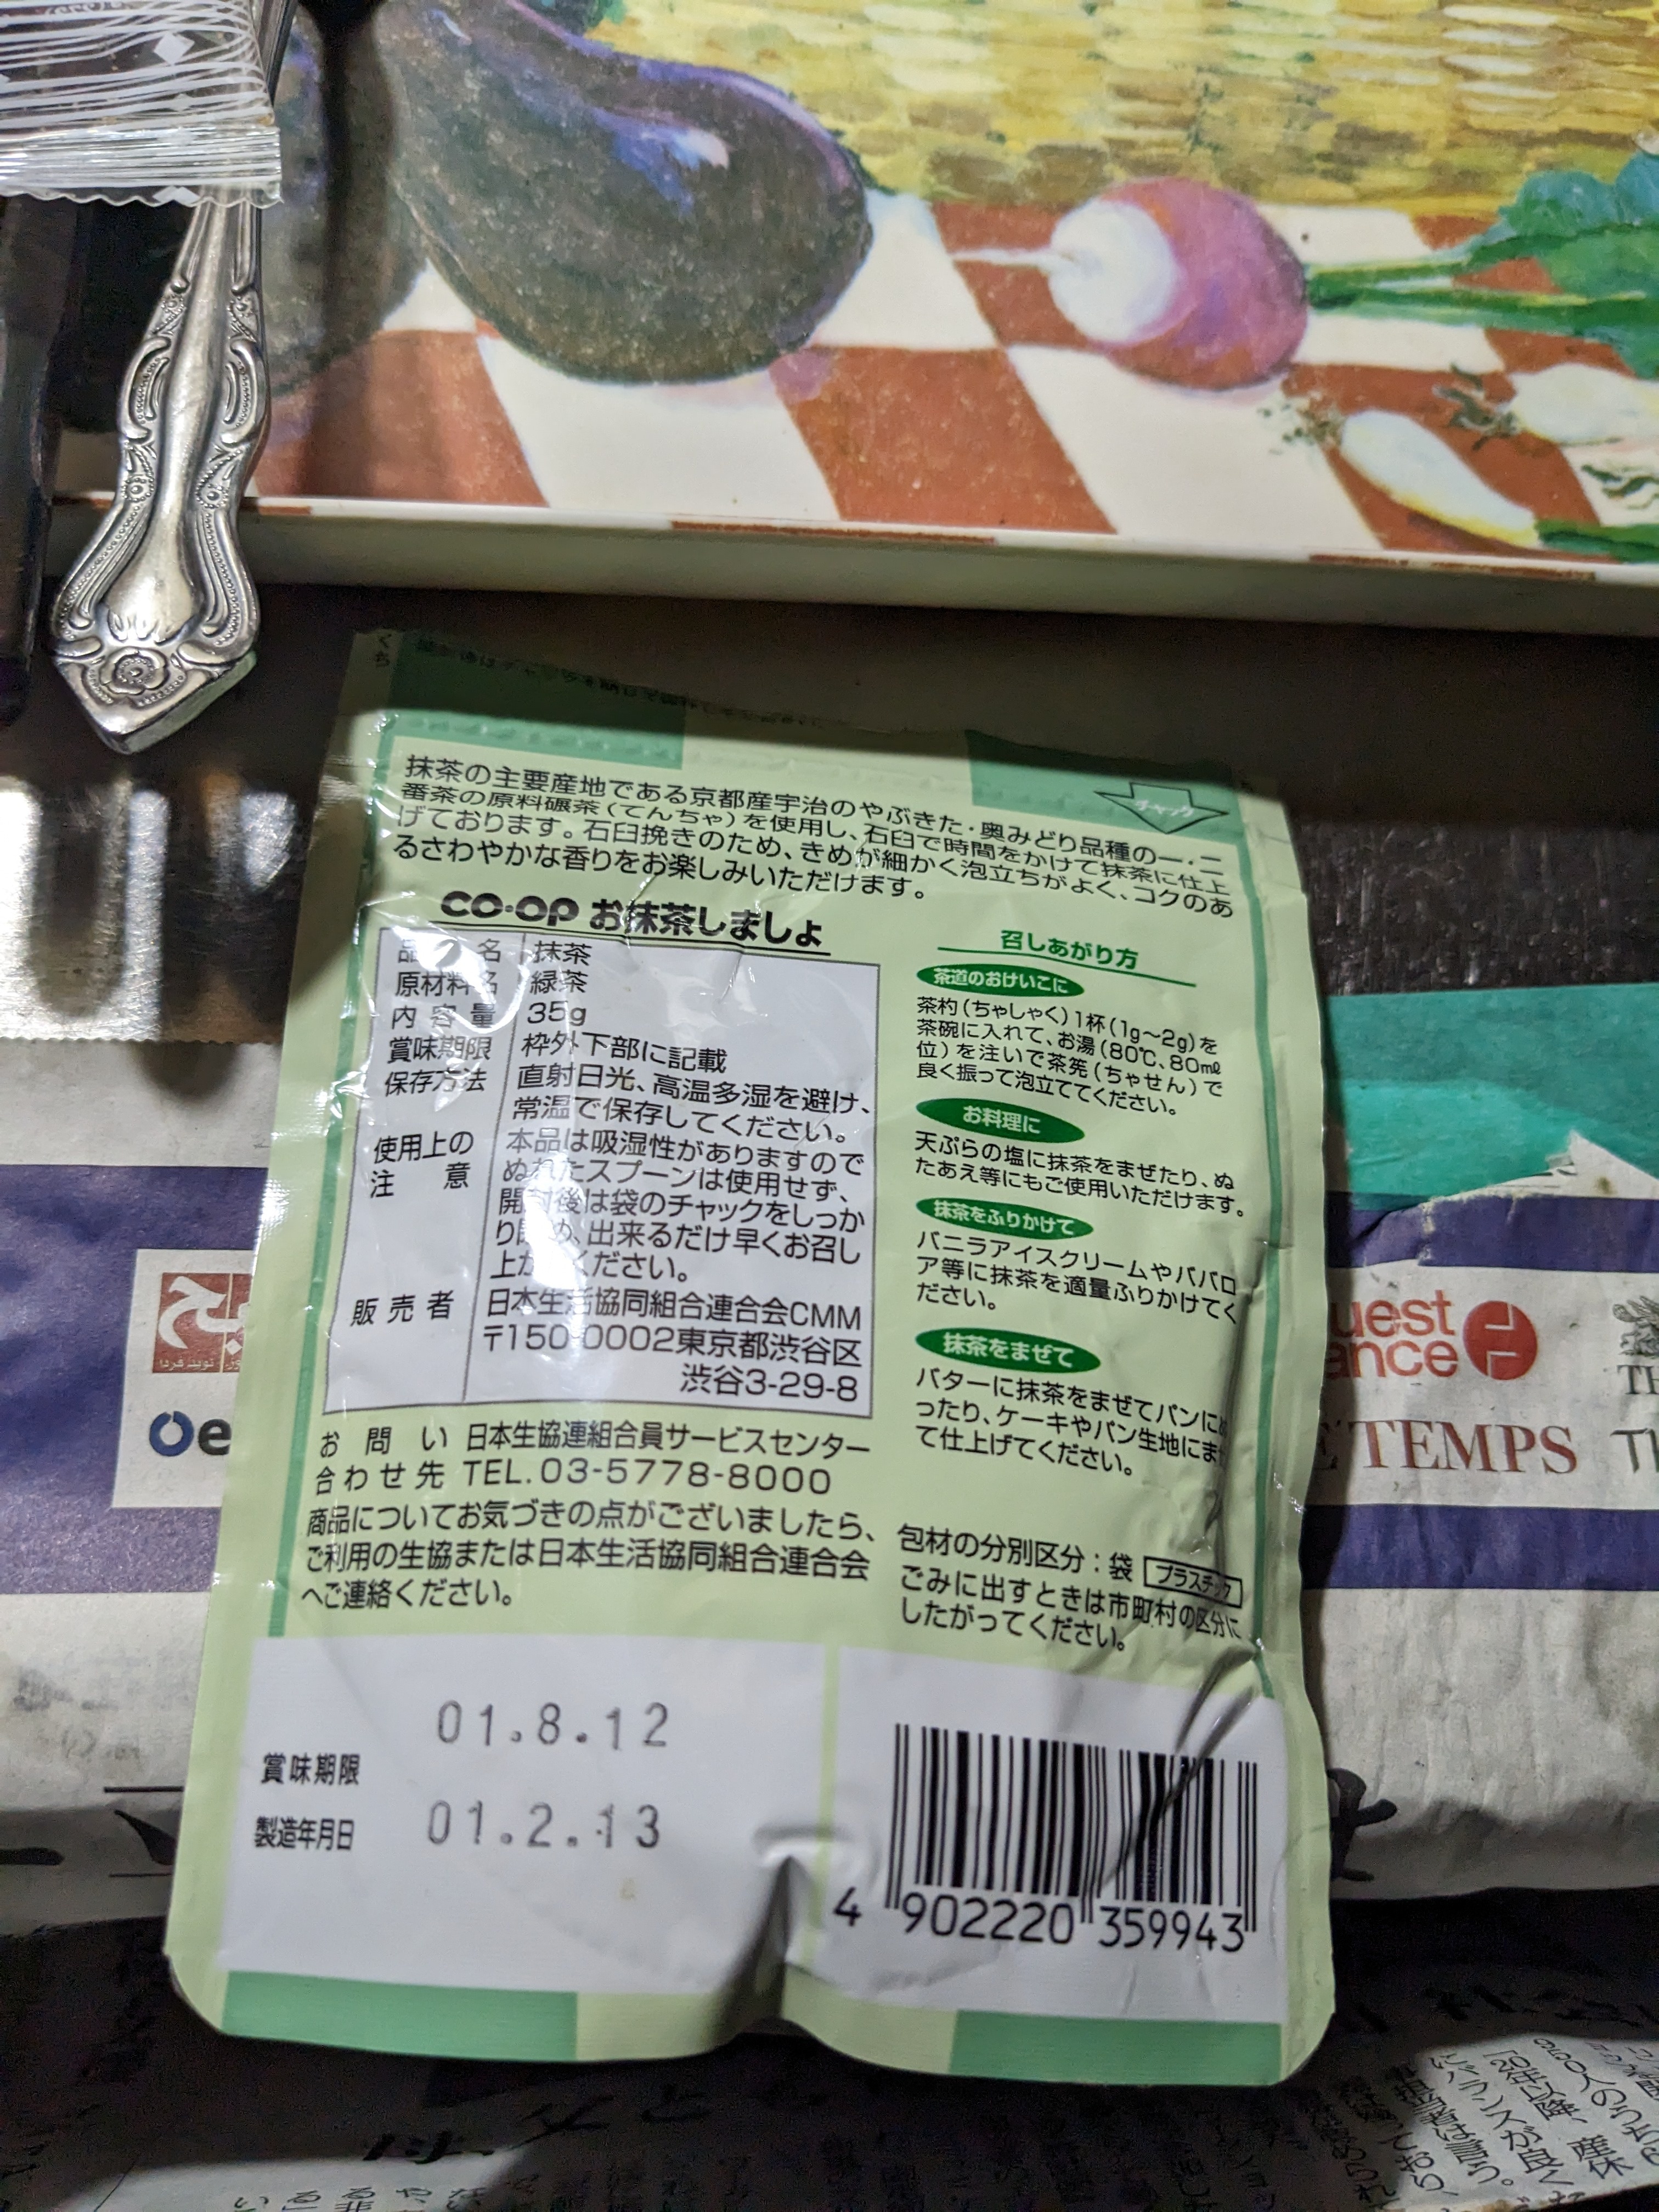 くち
チャック
抹茶の主要産地である京都産宇治のやぶきた・奥みどり品種の一・二
番茶の原料碾茶(てんちゃ)を使用し、石臼で時間をかけて抹茶に仕上
げております。石臼挽きのため、きめが細かく泡立ちがよく、コクのあ
るさわやかな香りをお楽しみいただけます。
CO・OP お抹茶しましょ
品 名 抹茶
原材料名 緑茶
内容量 35g
賞味期限 枠外下部に記載
保存方法 直射日光、高温多湿を避け、
常温で保存してください。
使用上の 本品は吸湿性がありますので
注意 ぬれたスプーンは使用せず、
開封後は袋のチャックをしっか
り閉め、出来るだけ早くお召し
上がりください。
販売者 日本生活協同組合連合会CMM
〒150-0002東京都渋谷区
渋谷3-29-8
お問い 日本生協連組合員サービスセンター
合わせ先 TEL.03-5778-8000
商品についてお気づきの点がございましたら、
ご利用の生協または日本生活協同組合連合会
へご連絡ください。
召しあがり方
茶道のおけいこに
茶杓(ちゃしゃく)1杯(1g〜2g)を
茶碗に入れて、お湯(80℃、80mℓ
位)を注いで茶筅(ちゃせん)で
良く振って泡立ててください。
お料理に
天ぷらの塩に抹茶をまぜたり、ぬ
たあえ等にもご使用いただけます。
抹茶をふりかけて
バニラアイスクリームやババロ
ア等に抹茶を適量ふりかけてく
ださい。
抹茶をまぜて
バターに抹茶をまぜてパンに
ったり、ケーキやパン生地にま
て仕上げてください。
包材の分別区分:袋 プラスチック
ごみに出すときは市町村の区分に
したがってください。
賞味期限 01.8.12
製造年月日 01.2.13
4 902220 359943
Oe
uest
ance
TEMPS